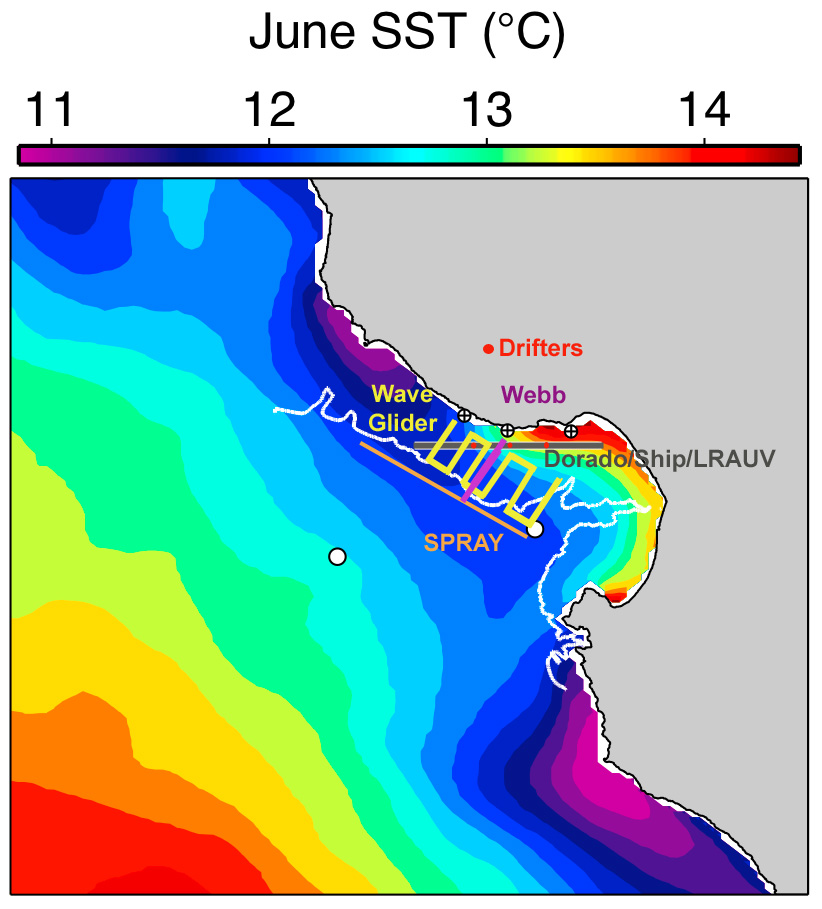 June SST (°C)
11 12 13 14
Drifters
Wave
Glider
Webb
Dorado/Ship/LRAUV
SPRAY